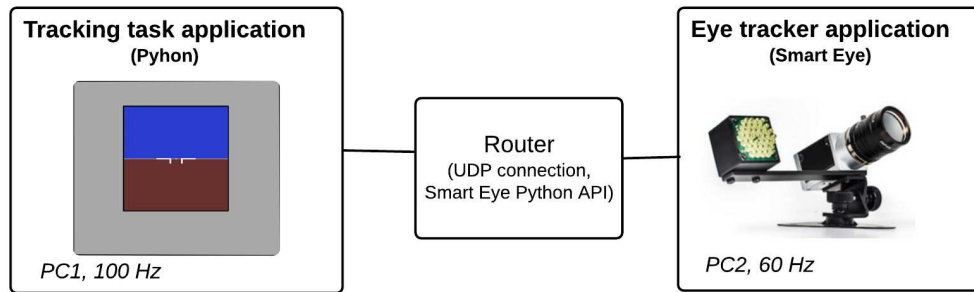 Tracking task application
(Pyhon)
PC1, 100 Hz
Router
(UDP connection,
Smart Eye Python API)
Eye tracker application
(Smart Eye)
PC2, 60 Hz